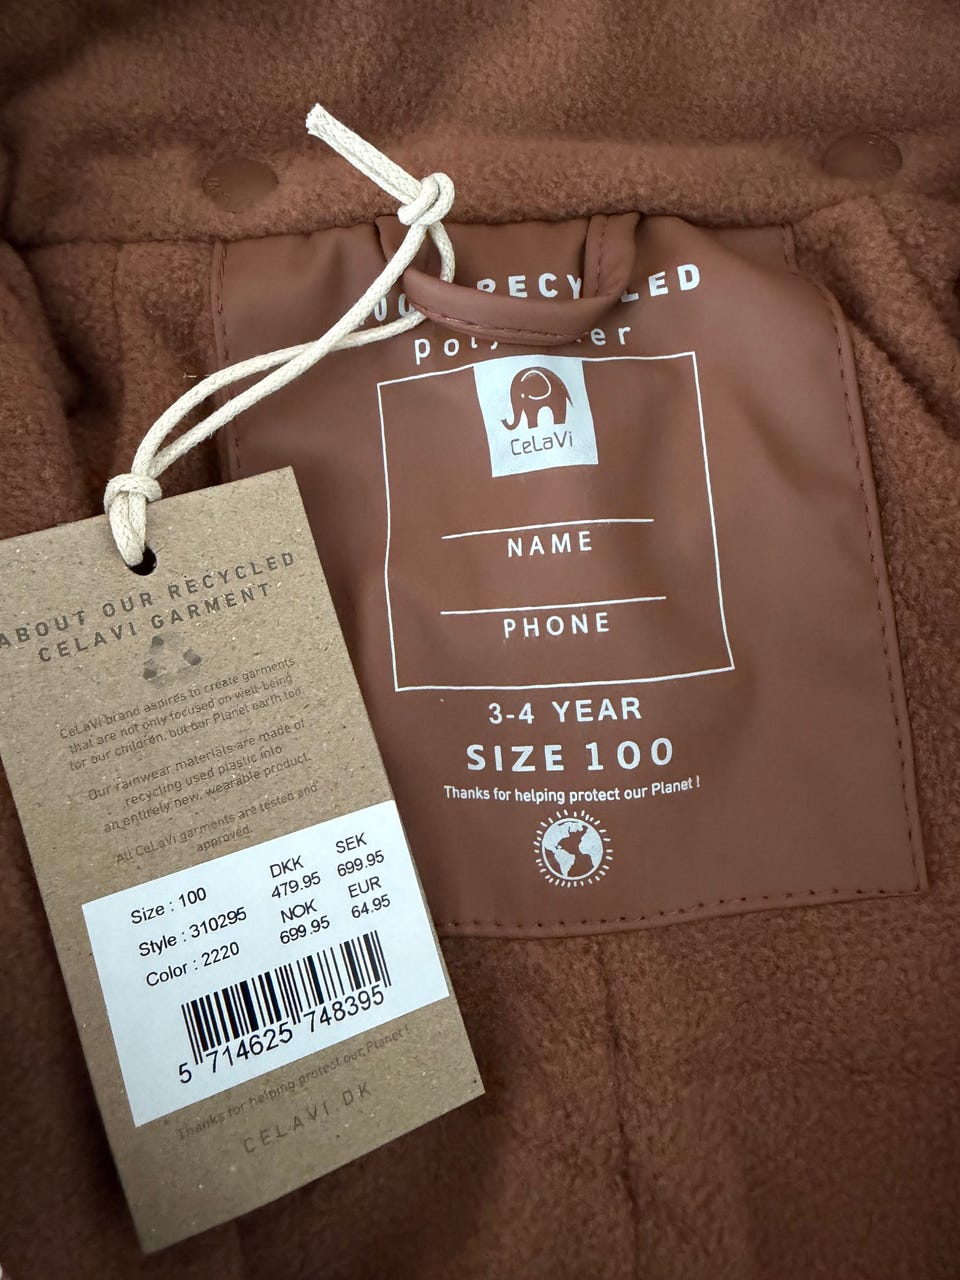 RECY LED
CeLaVi
NAME
PHONE
3-4 YEAR
SIZE 100
Thanks for helping protect our Planet !
ABOUT OUR RECYCLED
CELAVI GARMENT
CeLaVi brand aspires to create garments
that are not only focused on well-being
for our children, but our Planet earth too.
Our rainwear materials are made of
recycling used plastic into
an entirely new, wearable product.
All CeLaVi garments are tested and
approved.
Size : 100
Style : 310295
Color : 2220
DKK
479.95
NOK
699.95
SEK
699.95
EUR
64.95
5 714625 748395
Thanks for helping protect our Planet !
CELAVI.DK